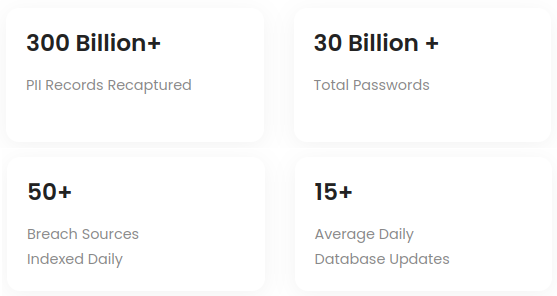 300 Billion+
PII Records Recaptured
30 Billion +
Total Passwords
50+
Breach Sources
Indexed Daily
15+
Average Daily
Database Updates